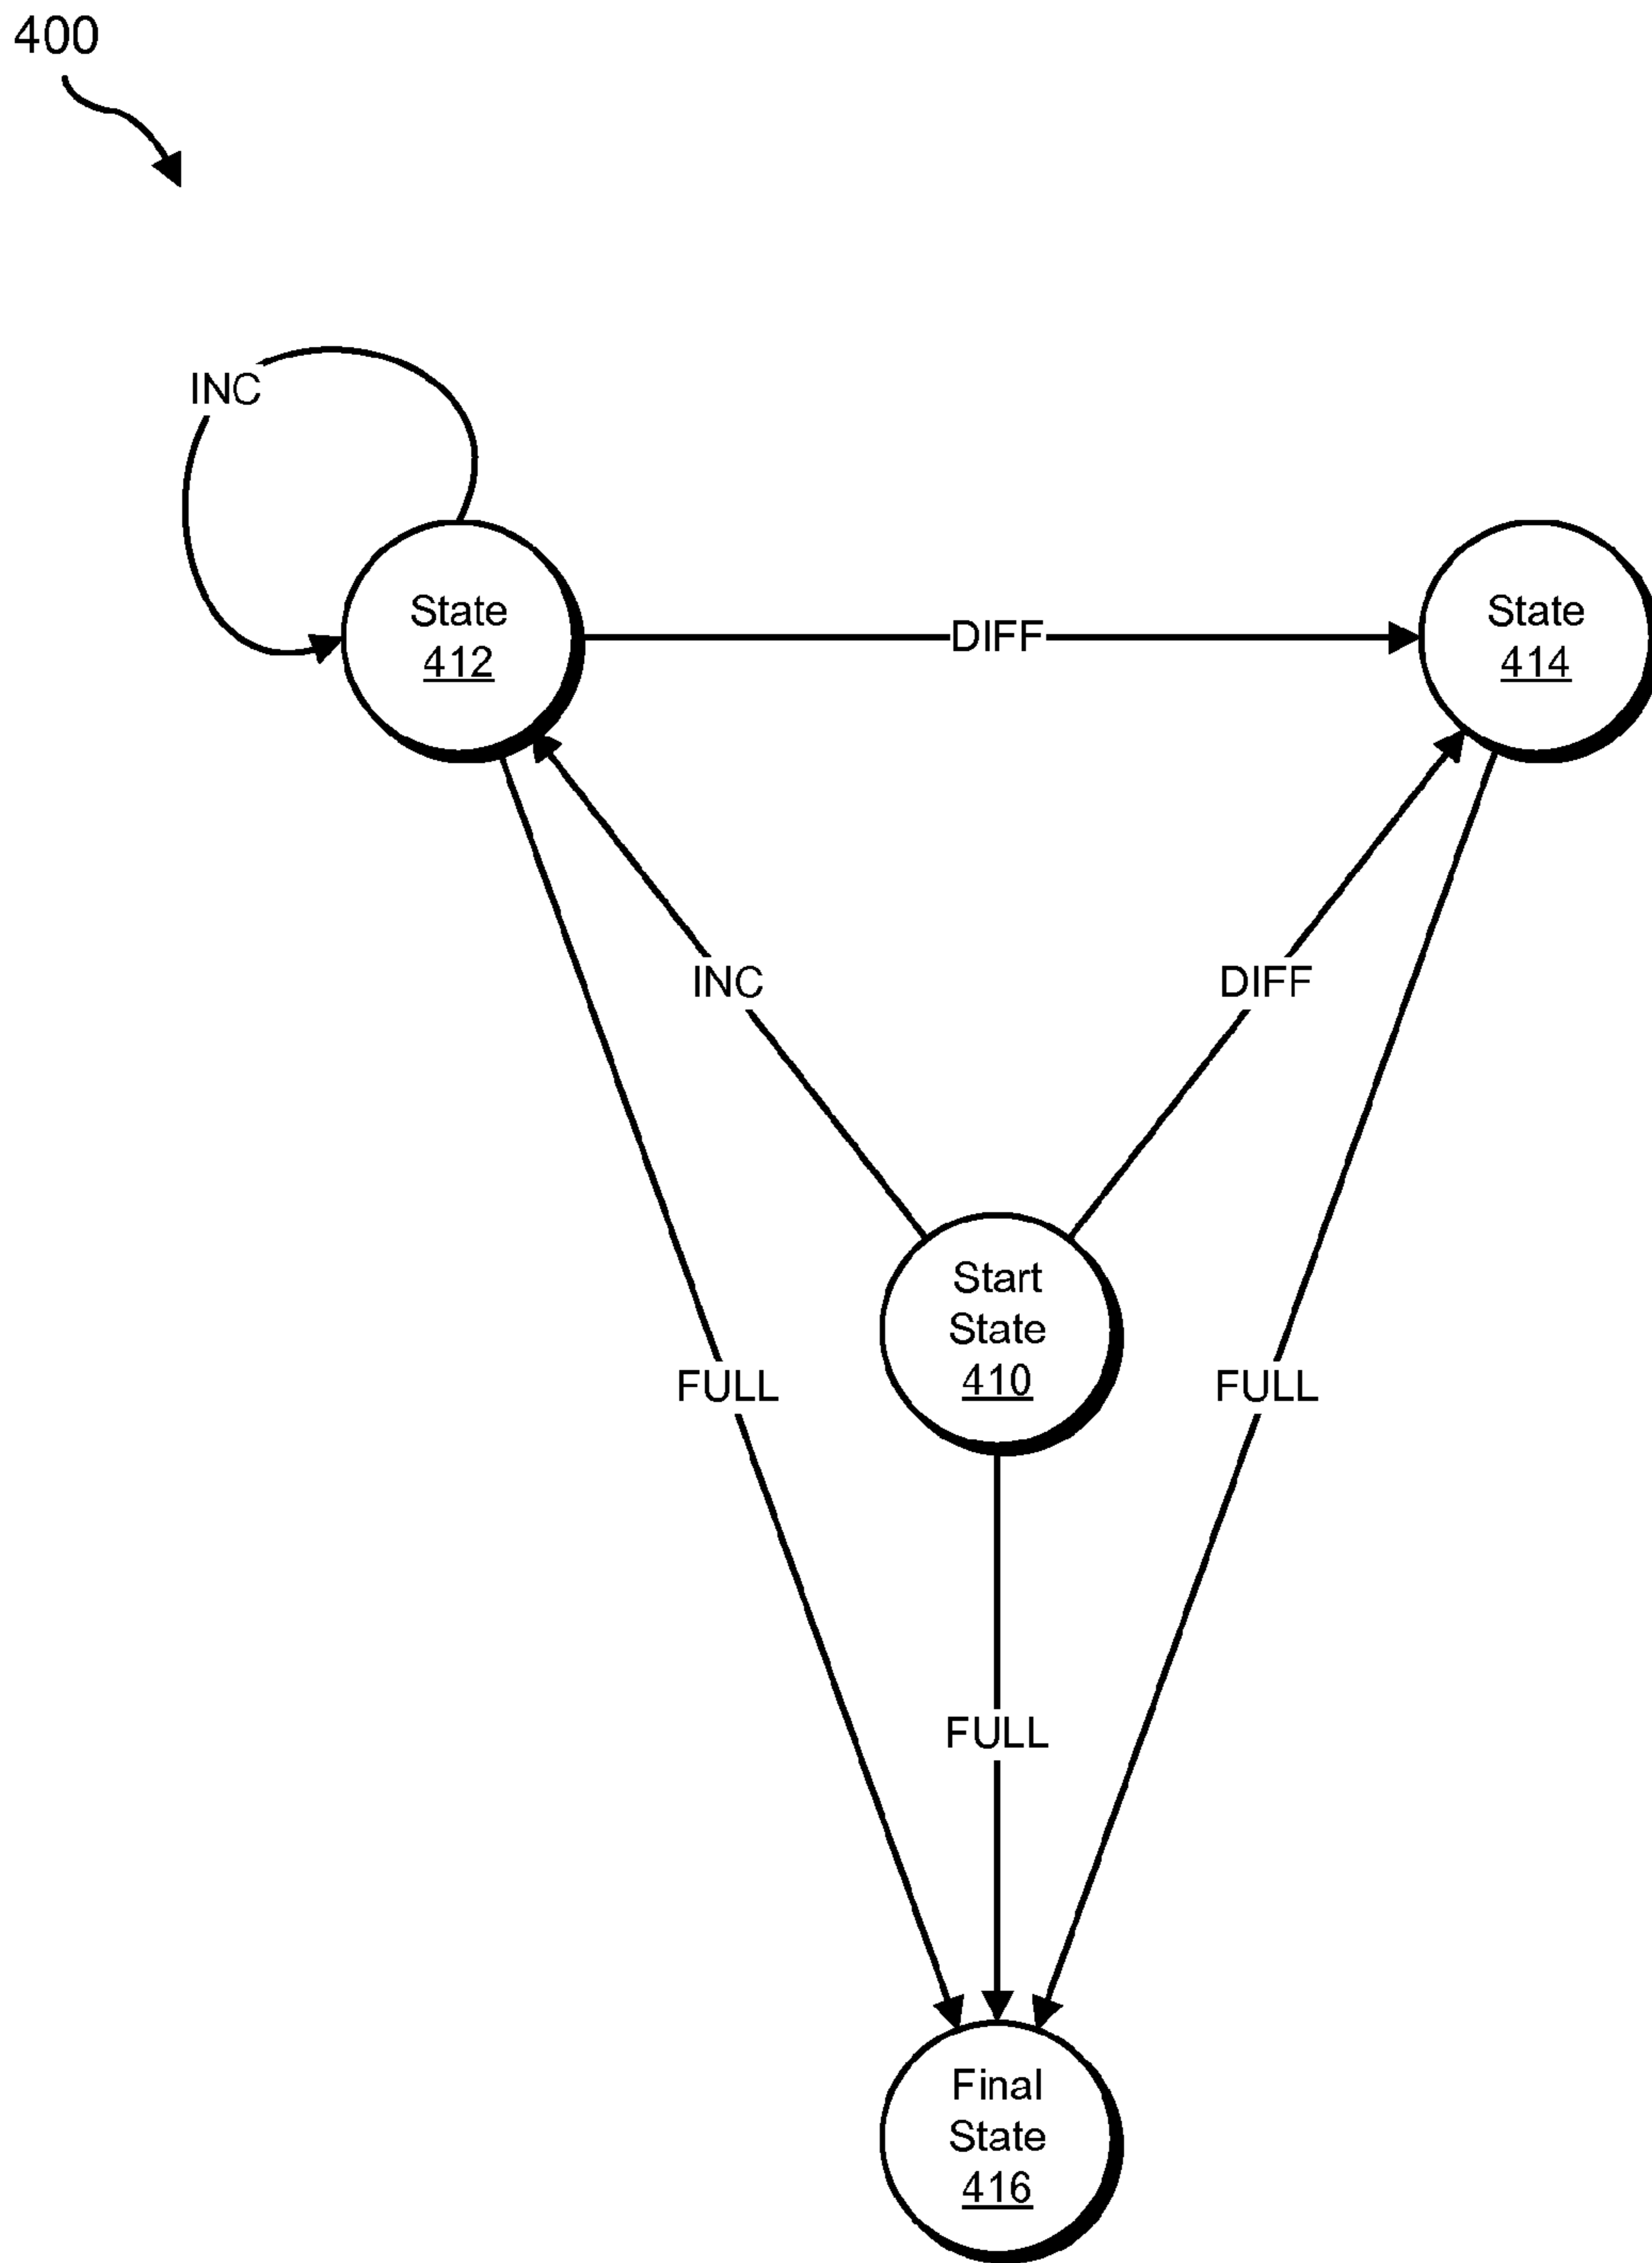 400
INC
State
412
DIFF
State
414
INC
DIFF
Start
State
410
FULL
FULL
FULL
Final
State
416